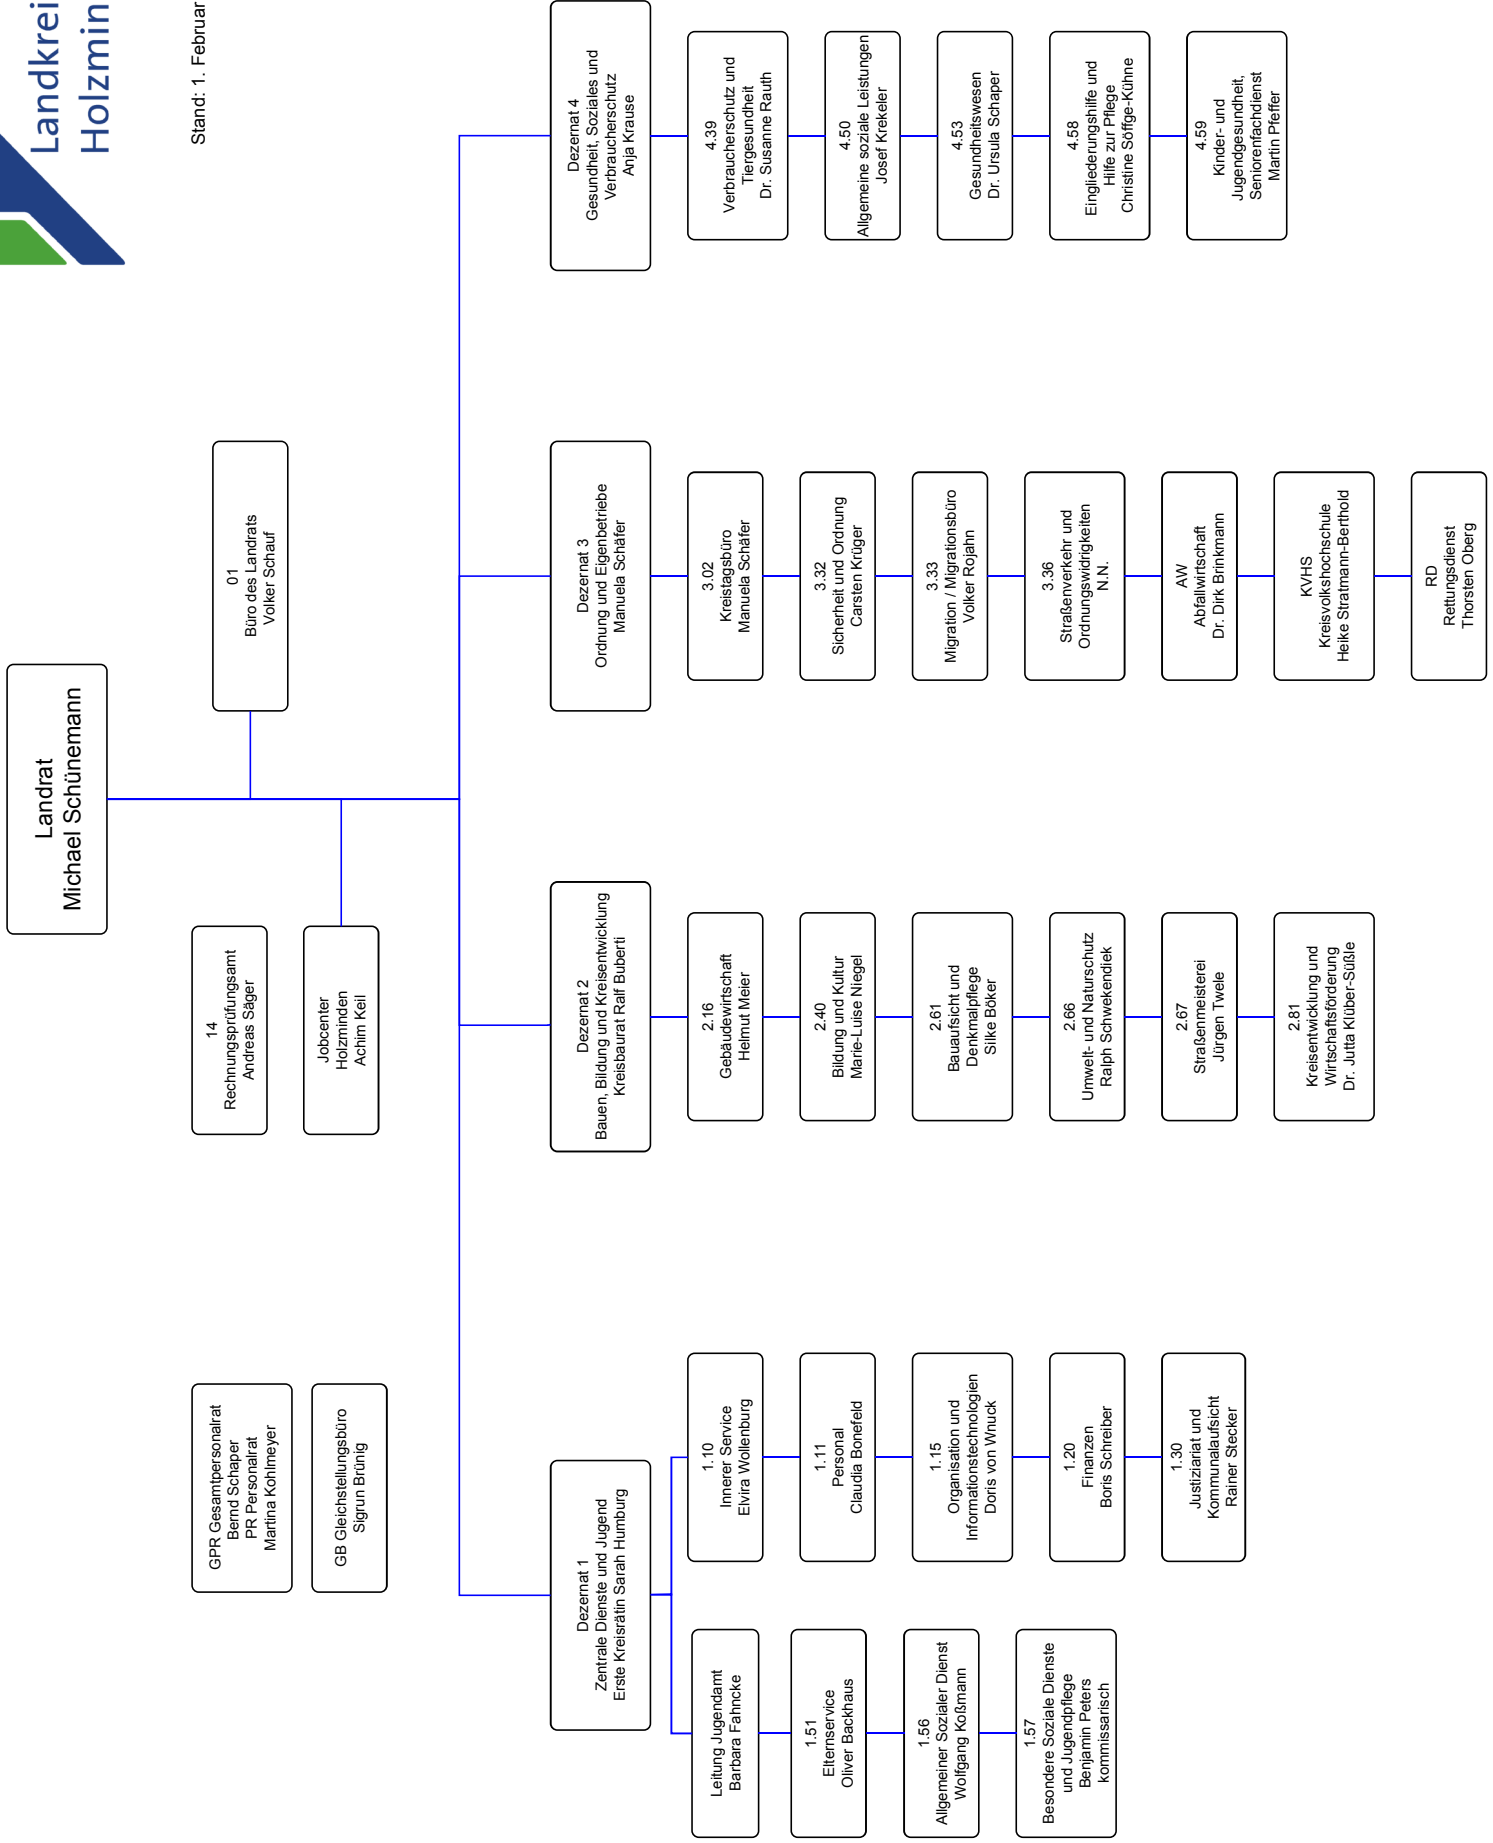 Landkrei
Holzmin
Stand: 1. Februar
Landrat
Michael Schünemann
01
Büro des Landrats
Volker Schauf
14
Rechnungsprüfungsamt
Andreas Säger
Jobcenter
Holzminden
Achim Keil
GPR Gesamtpersonalrat
Bernd Schaper
PR Personalrat
Martina Kohlmeyer
GB Gleichstellungsbüro
Sigrun Brünig
Dezernat 1
Zentrale Dienste und Jugend
Erste Kreisrätin Sarah Humburg
Leitung Jugendamt
Barbara Fahncke
1.51
Elternservice
Oliver Backhaus
1.56
Allgemeiner Sozialer Dienst
Wolfgang Koßmann
1.57
Besondere Soziale Dienste
und Jugendpflege
Benjamin Peters
kommissarisch
1.10
Innerer Service
Elvira Wollenburg
1.11
Personal
Claudia Bonefeld
1.15
Organisation und
Informationstechnologien
Doris von Wnuck
1.20
Finanzen
Boris Schreiber
1.30
Justiziariat und
Kommunalaufsicht
Rainer Stecker
Dezernat 2
Bauen, Bildung und Kreisentwicklung
Kreisbaurat Ralf Buberti
2.16
Gebäudewirtschaft
Helmut Meier
2.40
Bildung und Kultur
Marie-Luise Niegel
2.61
Bauaufsicht und
Denkmalpflege
Silke Böker
2.66
Umwelt- und Naturschutz
Ralph Schwekendiek
2.67
Straßenmeisterei
Jürgen Twele
2.81
Kreisentwicklung und
Wirtschaftsförderung
Dr. Jutta Klüber-Süßle
Dezernat 3
Ordnung und Eigenbetriebe
Manuela Schäfer
3.02
Kreistagsbüro
Manuela Schäfer
3.32
Sicherheit und Ordnung
Carsten Krüger
3.33
Migration / Migrationsbüro
Volker Rojahn
3.36
Straßenverkehr und
Ordnungswidrigkeiten
N.N.
AW
Abfallwirtschaft
Dr. Dirk Brinkmann
KVHS
Kreisvolkshochschule
Heike Stratmann-Berthold
RD
Rettungsdienst
Thorsten Oberg
Dezernat 4
Gesundheit, Soziales und
Verbraucherschutz
Anja Krause
4.39
Verbraucherschutz und
Tiergesundheit
Dr. Susanne Rauth
4.50
Allgemeine soziale Leistungen
Josef Krekeler
4.53
Gesundheitswesen
Dr. Ursula Schaper
4.58
Eingliederungshilfe und
Hilfe zur Pflege
Christine Söffge-Kühne
4.59
Kinder- und
Jugendgesundheit,
Seniorenfachdienst
Martin Pfeffer